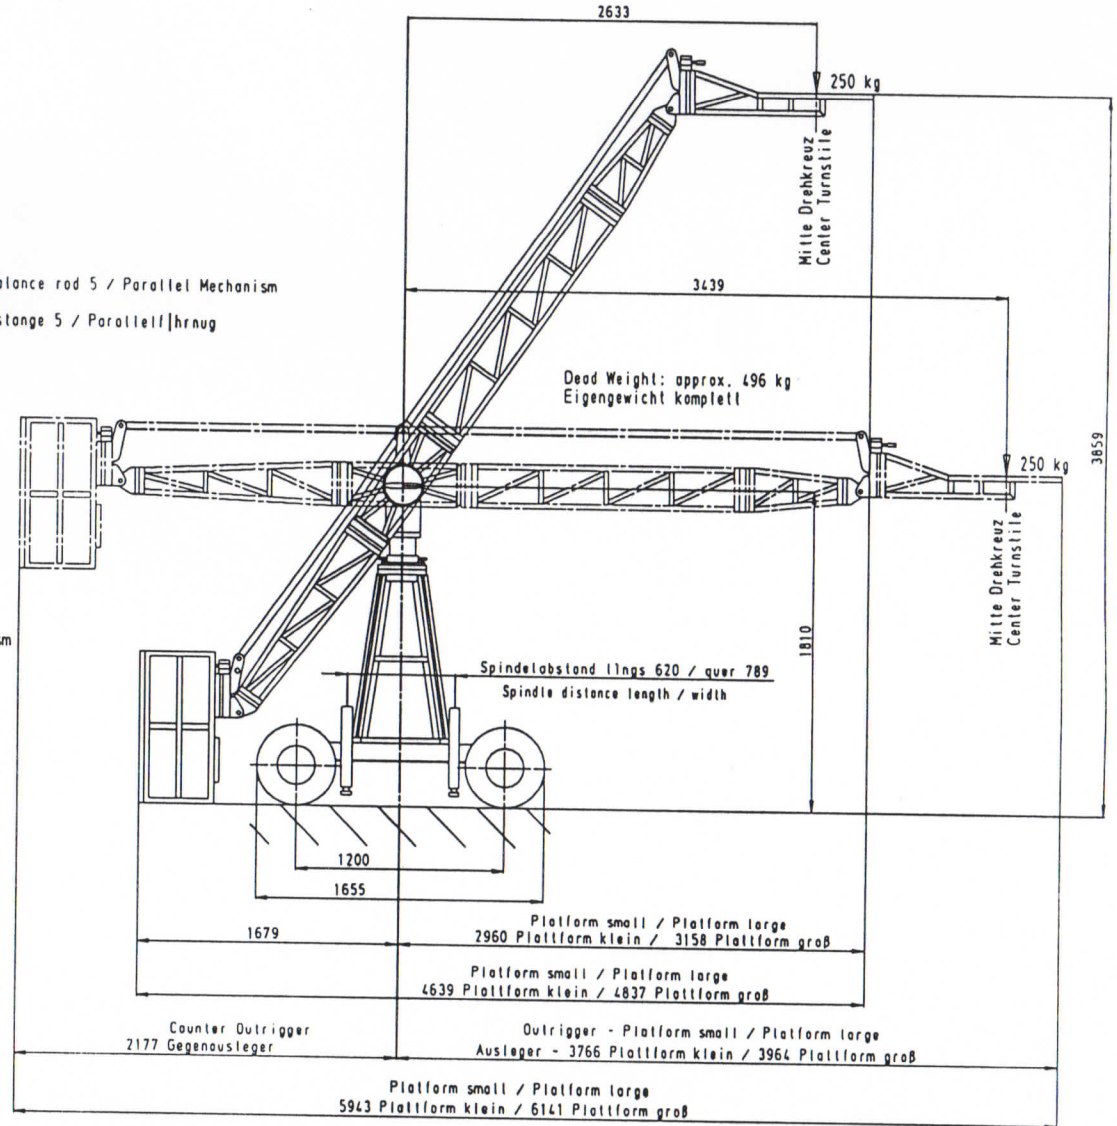 2633
250 kg
Mitte Drehkreuz
Center Turnstile
alance rod 5 / Parallel Mechanism
stange 5 / Parallelf|hrnug
3439
Dead Weight: approx. 496 kg
Eigengewicht komplett
3859
250 kg
Mitte Drehkreuz
Center Turnstile
1810
sm
Spindelabstand l{ngs 620 / quer 789
Spindle distance length / width
1200
1655
1679
Platform small / Platform large
2960 Plattform klein / 3158 Plattform groß
Platform small / Platform large
4639 Plattform klein / 4837 Plattform groß
Counter Outrigger
2177 Gegenausleger
Outrigger - Platform small / Platform large
Ausleger - 3766 Plattform klein / 3964 Plattform groß
Platform small / Platform large
5943 Plattform klein / 6141 Plattform groß